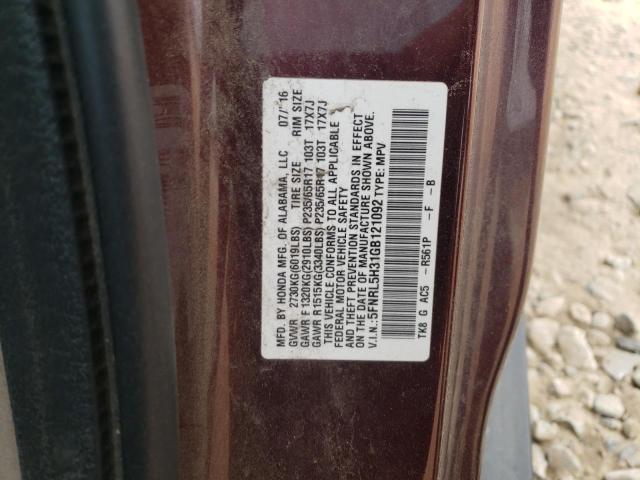 MFD. BY HONDA MFG. OF ALABAMA, LLC 07/'16
GVWR 2730KG(6019LBS) TIRE SIZE RIM SIZE
GAWR F 1320KG(2910LBS) P235/65R17 103T 17X7J
GAWR R 1515KG(3340LBS) P235/65R17 103T 17X7J
THIS VEHICLE CONFORMS TO ALL APPLICABLE
FEDERAL MOTOR VEHICLE SAFETY
AND THEFT PREVENTION STANDARDS IN EFFECT
ON THE DATE OF MANUFACTURE SHOWN ABOVE.
V.I.N.:5FNRL5H31GB121092 TYPE: MPV
TK8 G AC5 -R561P -F -B